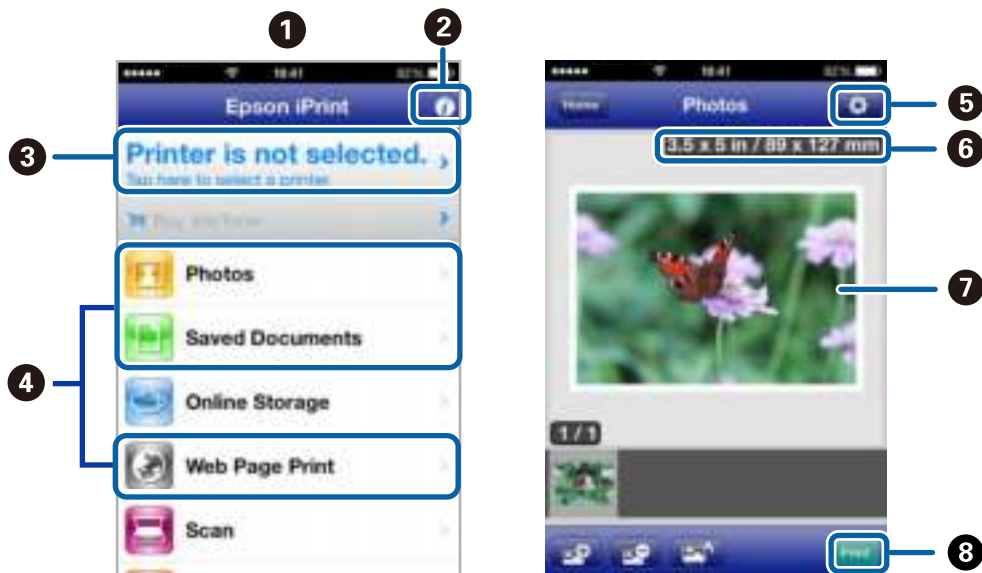 1
2
18:41
Epson iPrint
3
Printer is not selected.
Tap here to select a printer.
Photos
Saved Documents
4
Online Storage
Web Page Print
Scan
18:41
Home
Photos
5
3.5 x 5 in / 89 x 127 mm
6
7
1 / 1
Print
8